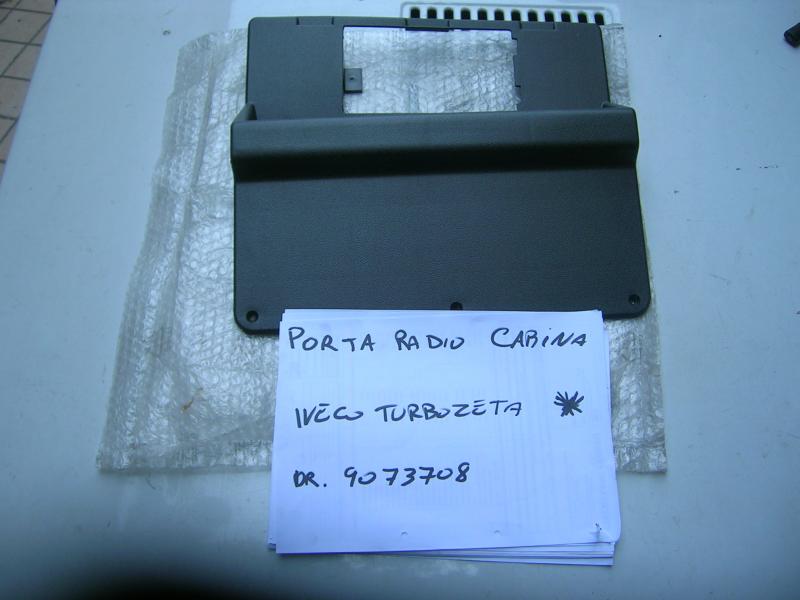 PORTA RADIO CABINA
IVECO TURBOZETA
DR. 9073708